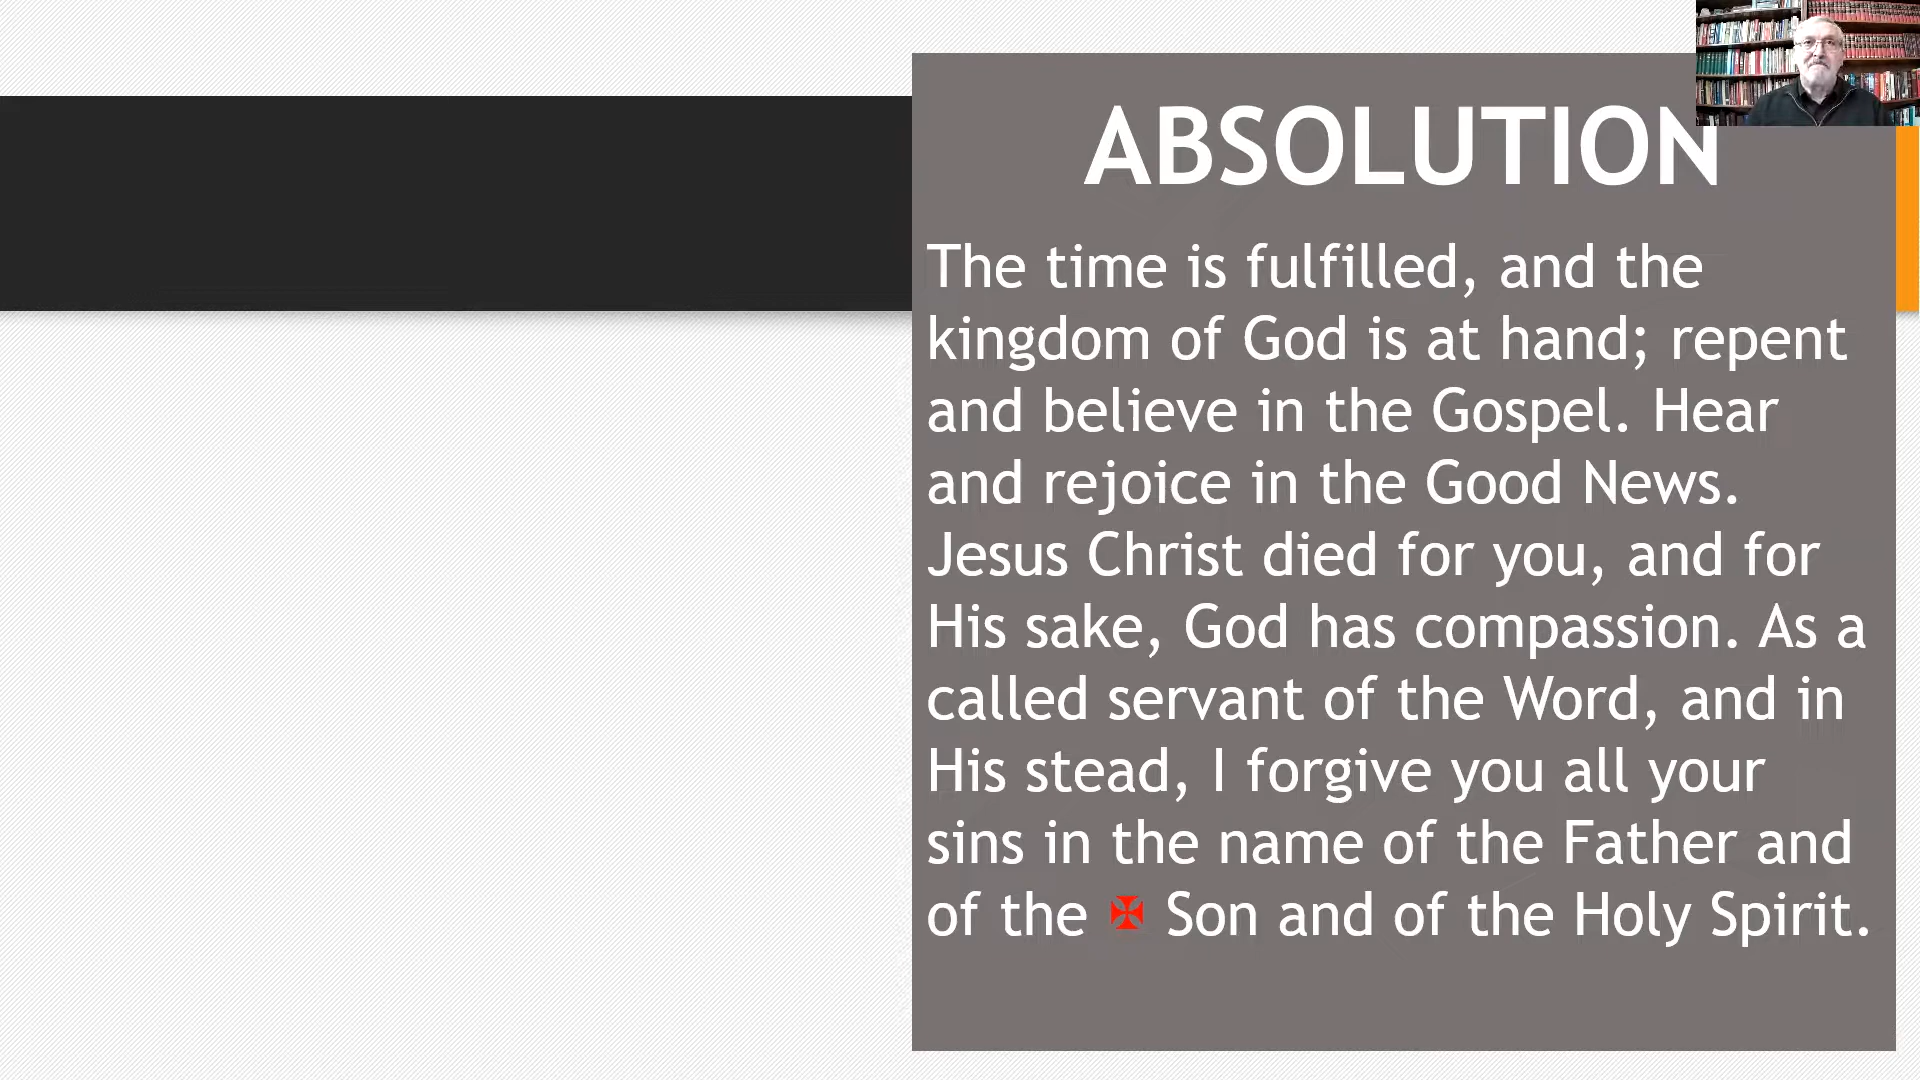 ABSOLUTION
The time is fulfilled, and the
kingdom of God is at hand; repent
and believe in the Gospel. Hear
and rejoice in the Good News.
Jesus Christ died for you, and for
His sake, God has compassion. As a
called servant of the Word, and in
His stead, I forgive you all your
sins in the name of the Father and
of the ✠ Son and of the Holy Spirit.